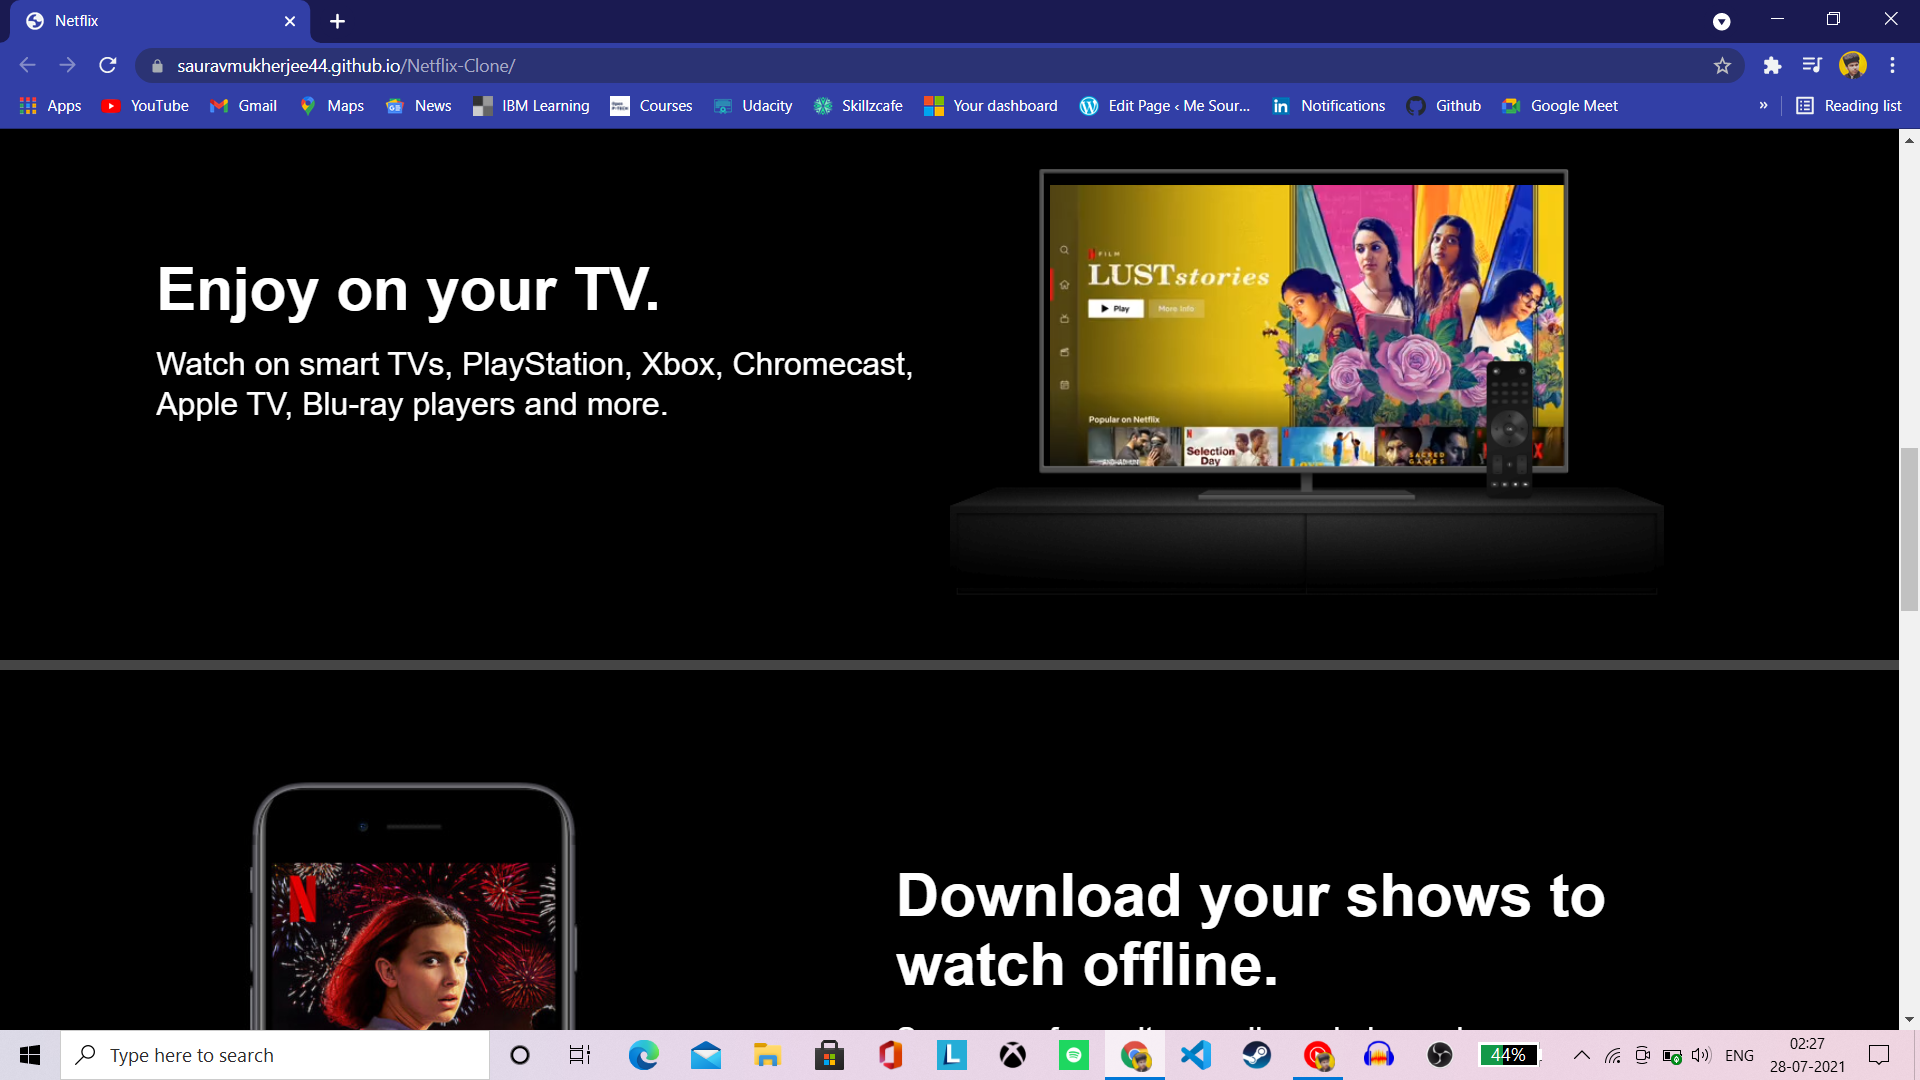 Netflix
sauravmukherjee44.github.io/Netflix-Clone/
Apps YouTube Gmail Maps News IBM Learning Courses Udacity Skillzcafe Your dashboard Edit Page ‹ Me Sour... Notifications Github Google Meet » Reading list
Enjoy on your TV.
Watch on smart TVs, PlayStation, Xbox, Chromecast,
Apple TV, Blu-ray players and more.
N FILM
LUST stories
Play More Info
Popular on Netflix
Selection
Day
SACRED
GAMES
N
Download your shows to
watch offline.
Type here to search
44%
ENG
02:27
28-07-2021